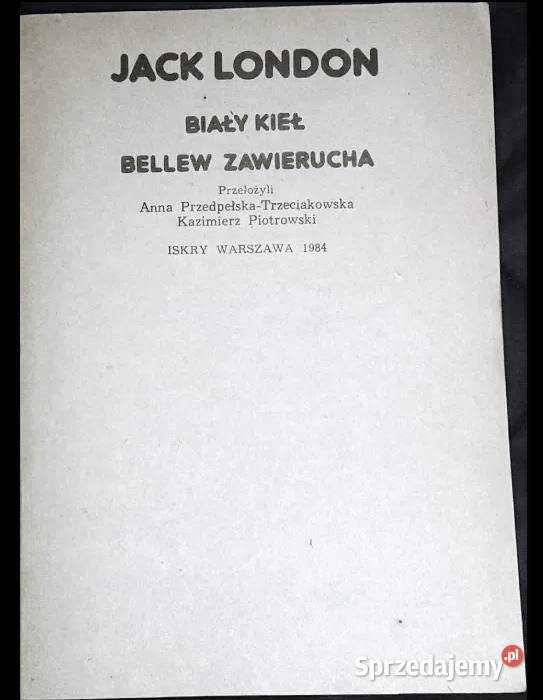 JACK LONDON
BIAŁY KIEŁ
BELLEW ZAWIERUCHA
Przełożyli
Anna Przedpełska-Trzeciakowska
Kazimierz Piotrowski
ISKRY WARSZAWA 1984
Sprzedajemy.pl